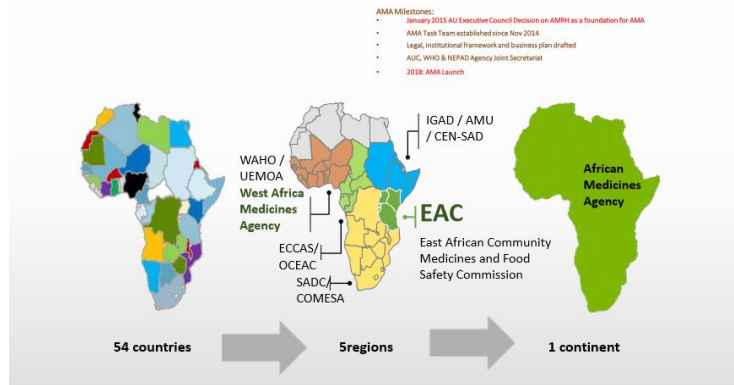 AMA Milestones:
• January 2015 AU Executive Council Decision on AMRH as a foundation for AMA
• AMA Task Team established since Nov 2014
• Legal, institutional framework and business plan drafted
• AUC, WHO & NEPAD Agency Joint Secretariat
• 2018: AMA Launch
IGAD / AMU
/ CEN-SAD
WAHO /
UEMOA
West Africa
Medicines
Agency
EAC
East African Community
Medicines and Food
Safety Commission
ECCAS/
OCEAC
SADC/
COMESA
African
Medicines
Agency
54 countries
5regions
1 continent